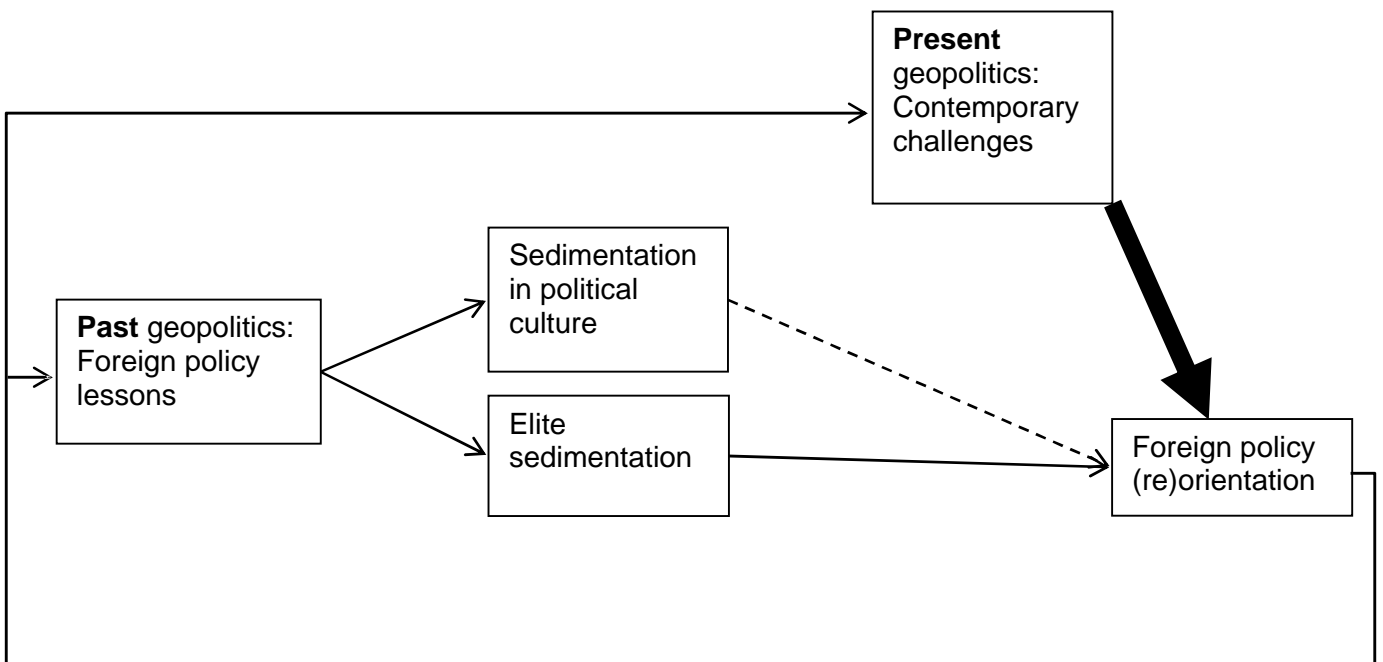 Present
geopolitics:
Contemporary
challenges
Sedimentation
in political
culture
Past geopolitics:
Foreign policy
lessons
Elite
sedimentation
Foreign policy
(re)orientation